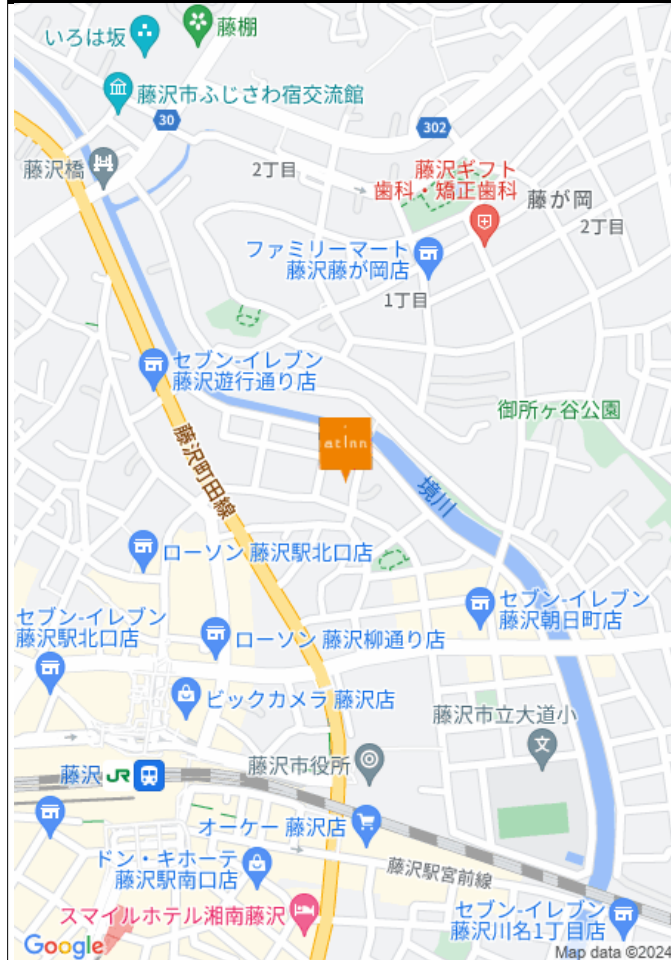 いろは坂
藤棚
藤沢市ふじさわ宿交流館
30
302
藤沢橋
2丁目
藤沢ギフト
歯科・矯正歯科
藤が岡
2丁目
ファミリーマート
藤沢藤が岡店
1丁目
セブン-イレブン
藤沢遊行通り店
御所ヶ谷公園
atinn
藤沢町田線
境川
ローソン 藤沢駅北口店
セブン-イレブン
藤沢駅北口店
セブン-イレブン
藤沢朝日町店
ローソン 藤沢柳通り店
ビックカメラ 藤沢店
藤沢市立大道小
文
藤沢市役所
藤沢 JR
オーケー 藤沢店
ドン・キホーテ
藤沢駅南口店
藤沢駅宮前線
スマイルホテル湘南藤沢
セブン-イレブン
藤沢川名1丁目店
Google
Map data ©2024